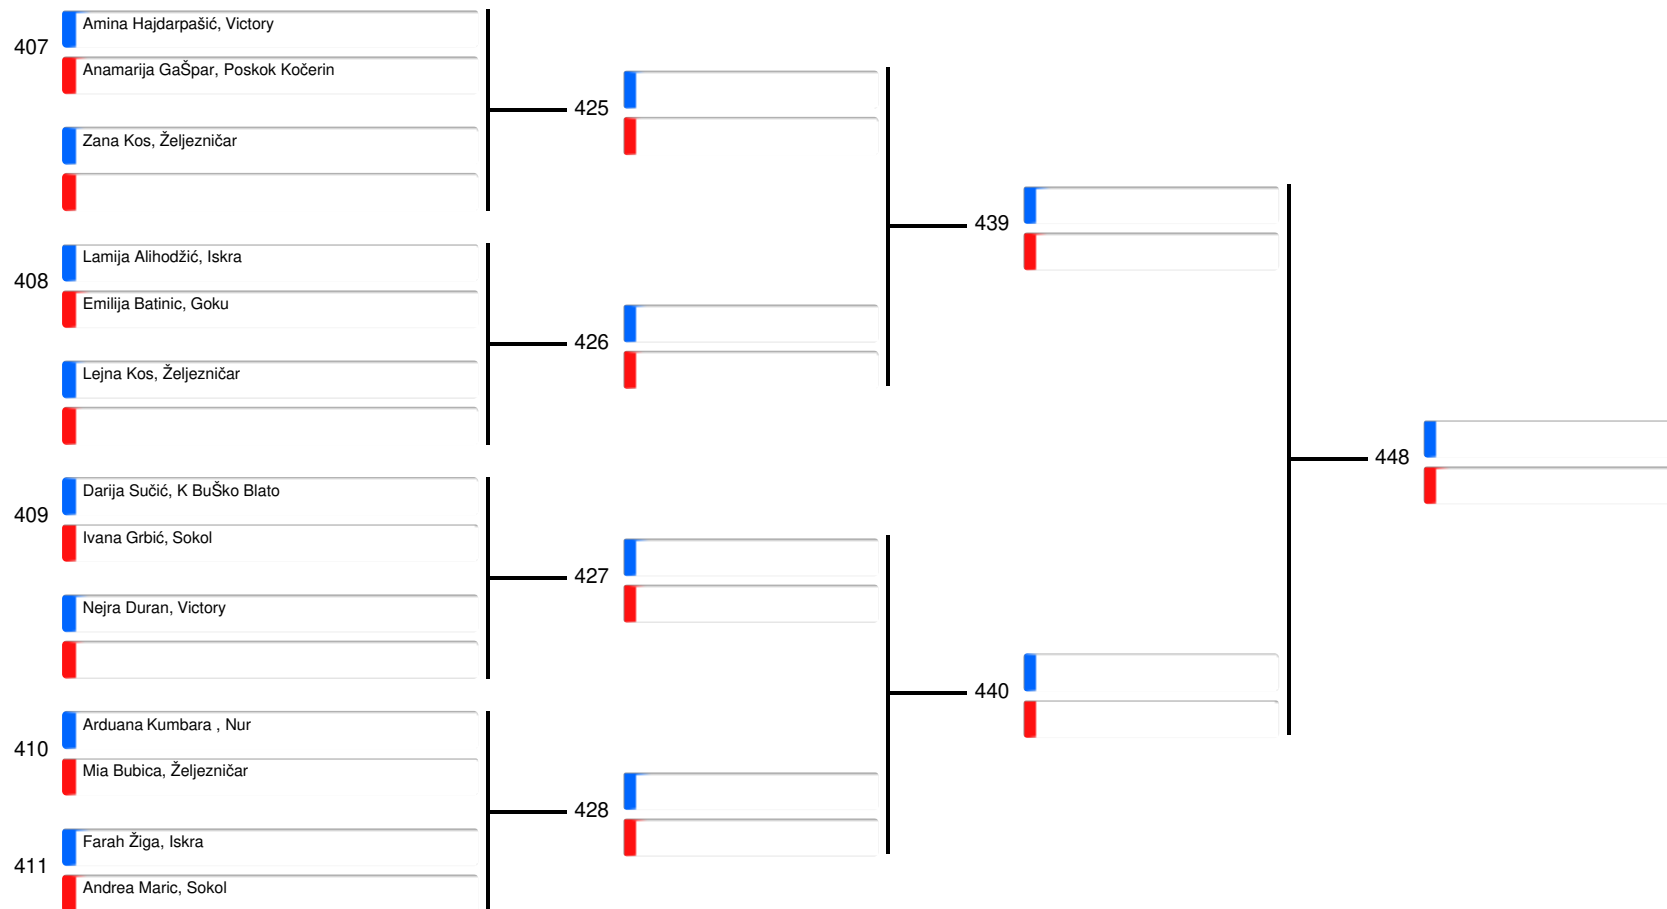 407
Amina Hajdarpašić, Victory
Anamarija GaŠpar, Poskok Kočerin
Zana Kos, Željezničar
408
Lamija Alihodžić, Iskra
Emilija Batinic, Goku
Lejna Kos, Željezničar
409
Darija Sučić, K BuŠko Blato
Ivana Grbić, Sokol
Nejra Duran, Victory
410
Arduana Kumbara , Nur
Mia Bubica, Željezničar
411
Farah Žiga, Iskra
Andrea Maric, Sokol
425
426
427
428
439
440
448